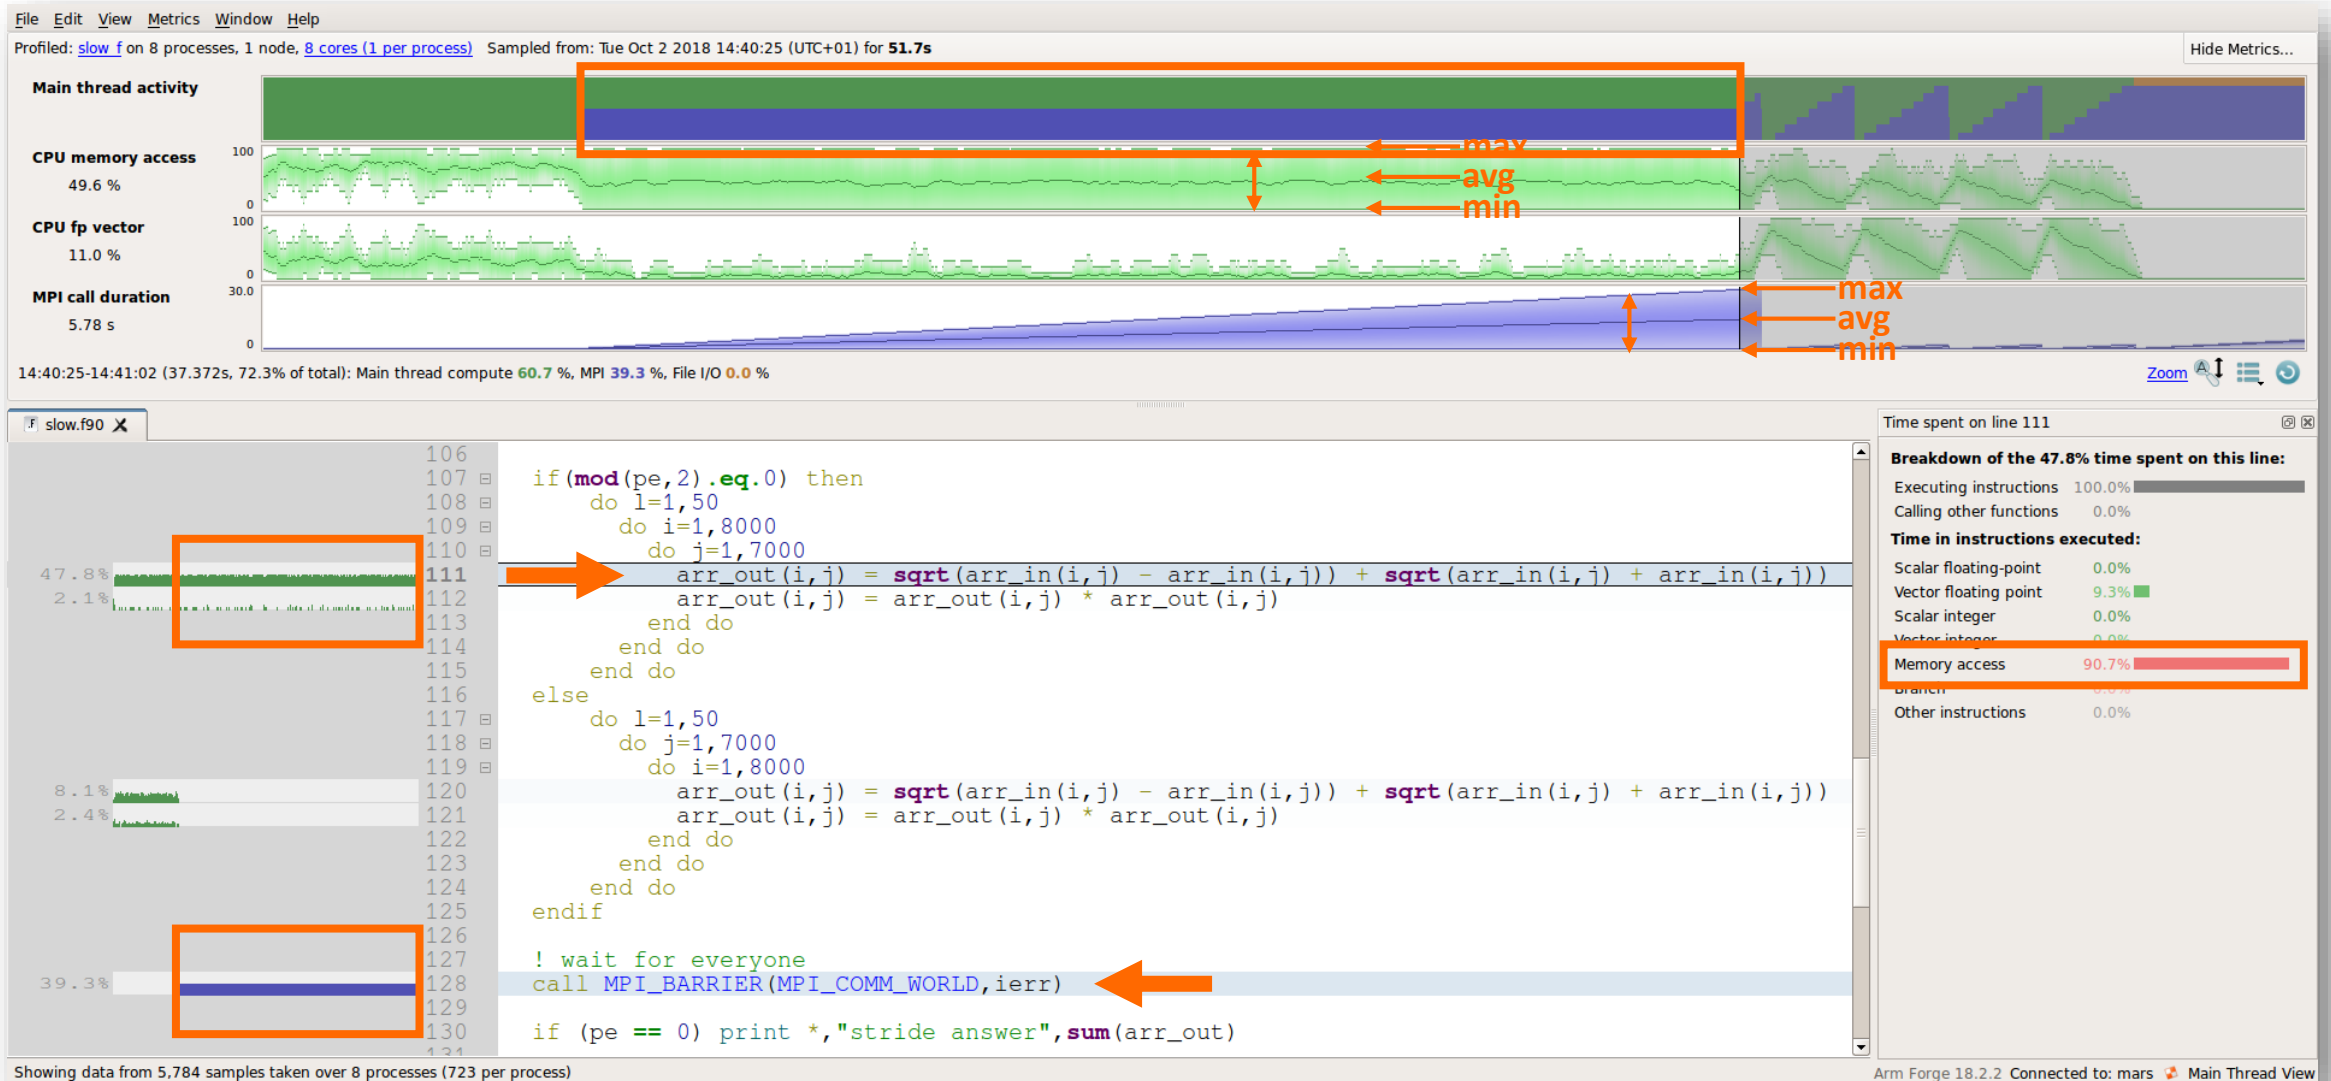 File Edit View Metrics Window Help
Profiled: slow_f on 8 processes, 1 node, 8 cores (1 per process) Sampled from: Tue Oct 2 2018 14:40:25 (UTC+01) for 51.7s Hide Metrics...
Main thread activity
CPU memory access 100
49.6 %
0
max
avg
min
CPU fp vector 100
11.0 %
0
MPI call duration 30.0
5.78 s
0
max
avg
min
14:40:25-14:41:02 (37.372s, 72.3% of total): Main thread compute 60.7 %, MPI 39.3 %, File I/O 0.0 % Zoom
slow.f90
106
107 if(mod(pe,2).eq.0) then
108 do l=1,50
109 do i=1,8000
110 do j=1,7000
47.8% 111 arr_out(i,j) = sqrt(arr_in(i,j) - arr_in(i,j)) + sqrt(arr_in(i,j) + arr_in(i,j))
2.1% 112 arr_out(i,j) = arr_out(i,j) * arr_out(i,j)
113 end do
114 end do
115 end do
116 else
117 do l=1,50
118 do j=1,7000
119 do i=1,8000
8.1% 120 arr_out(i,j) = sqrt(arr_in(i,j) - arr_in(i,j)) + sqrt(arr_in(i,j) + arr_in(i,j))
2.4% 121 arr_out(i,j) = arr_out(i,j) * arr_out(i,j)
122 end do
123 end do
124 end do
125 endif
126
127 ! wait for everyone
39.3% 128 call MPI_BARRIER(MPI_COMM_WORLD,ierr)
129
130 if (pe == 0) print *,"stride answer",sum(arr_out)
131
Time spent on line 111
Breakdown of the 47.8% time spent on this line:
Executing instructions 100.0%
Calling other functions 0.0%
Time in instructions executed:
Scalar floating-point 0.0%
Vector floating point 9.3%
Scalar integer 0.0%
Vector integer 0.0%
Memory access 90.7%
Branch 0.0%
Other instructions 0.0%
Showing data from 5,784 samples taken over 8 processes (723 per process) Arm Forge 18.2.2 Connected to: mars Main Thread View